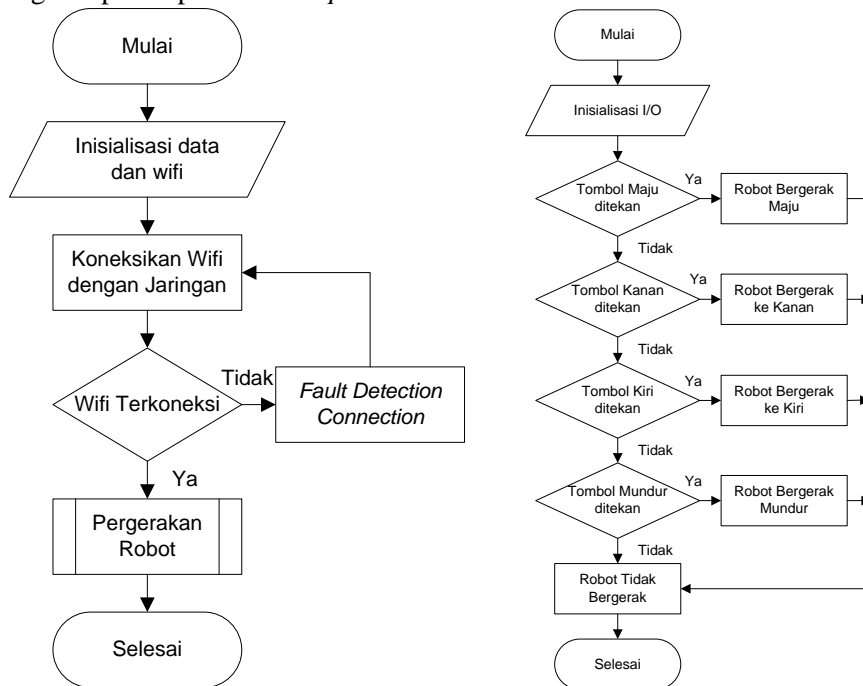 Mulai
Inisialisasi data
dan wifi
Koneksikan Wifi
dengan Jaringan
Wifi Terkoneksi
Tidak
Fault Detection
Connection
Ya
Pergerakan
Robot
Selesai
Mulai
Inisialisasi I/O
Tombol Maju
ditekan
Ya
Robot Bergerak
Maju
Tidak
Tombol Kanan
ditekan
Ya
Robot Bergerak
ke Kanan
Tidak
Tombol Kiri
ditekan
Ya
Robot Bergerak
ke Kiri
Tidak
Tombol Mundur
ditekan
Ya
Robot Bergerak
Mundur
Tidak
Robot Tidak
Bergerak
Selesai